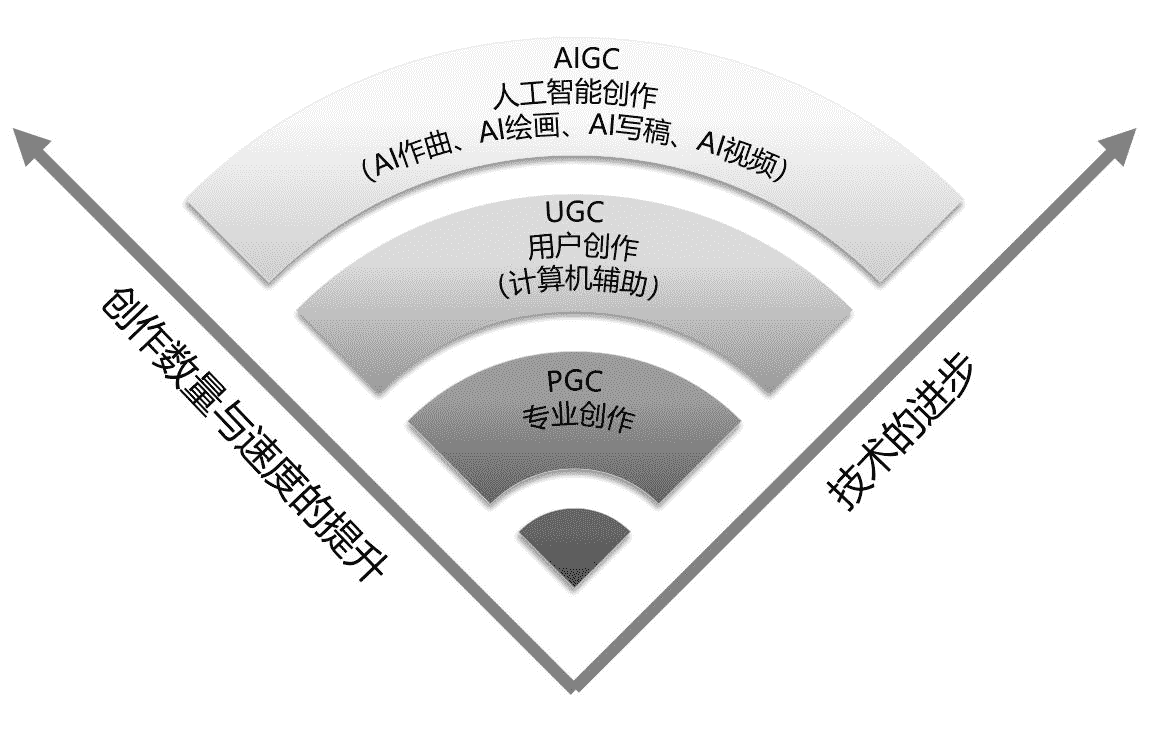 AIGC
人工智能创作
（AI作曲、AI绘画、AI写稿、AI视频）
UGC
用户创作
（计算机辅助）
PGC
专业创作
创作数量与速度的提升
技术的进步